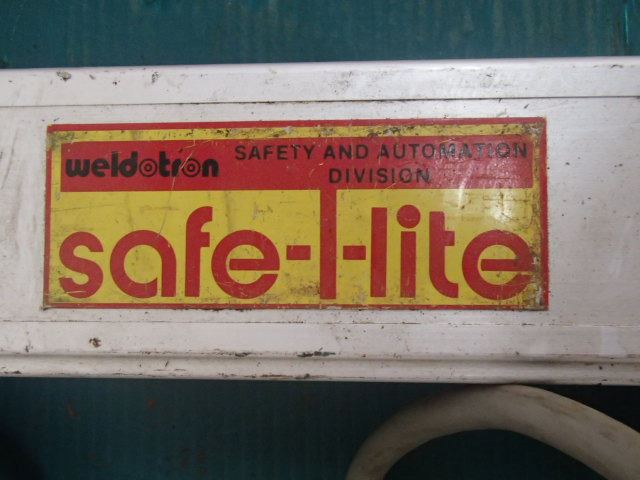 weldotron SAFETY AND AUTOMATION
DIVISION
safe-T-lite